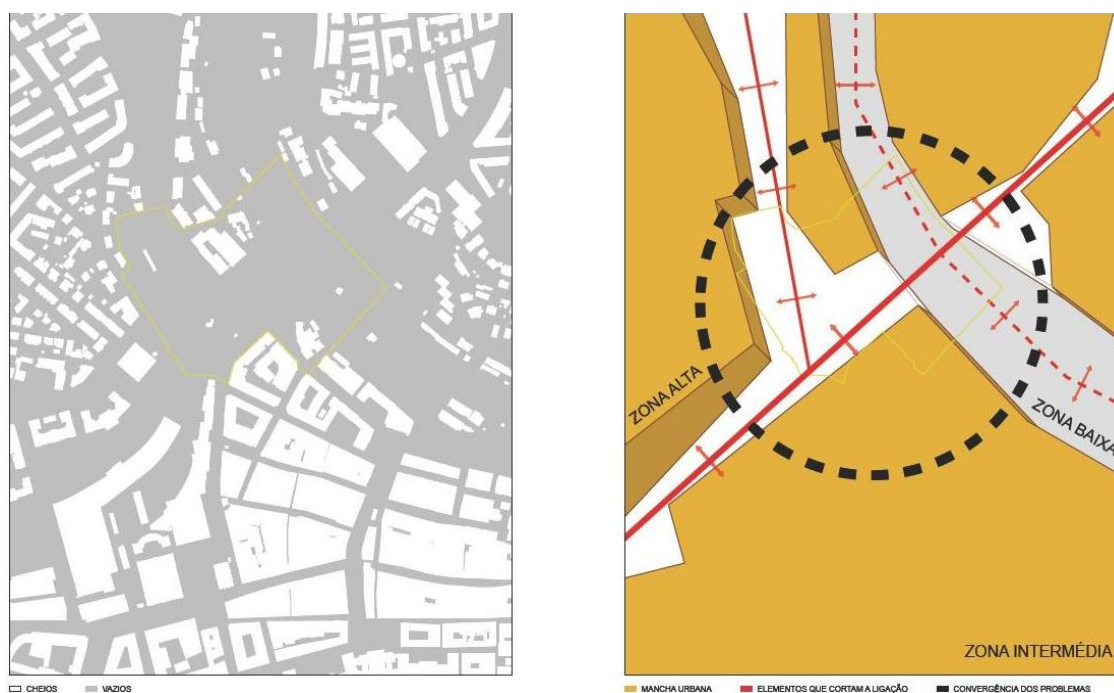 ZONA ALTA
ZONA BAIXA
ZONA INTERMÉDIA
CHEIOS
VAZIOS
MANCHA URBANA
ELEMENTOS QUE CORTAM A LIGAÇÃO
CONVERGÊNCIA DOS PROBLEMAS